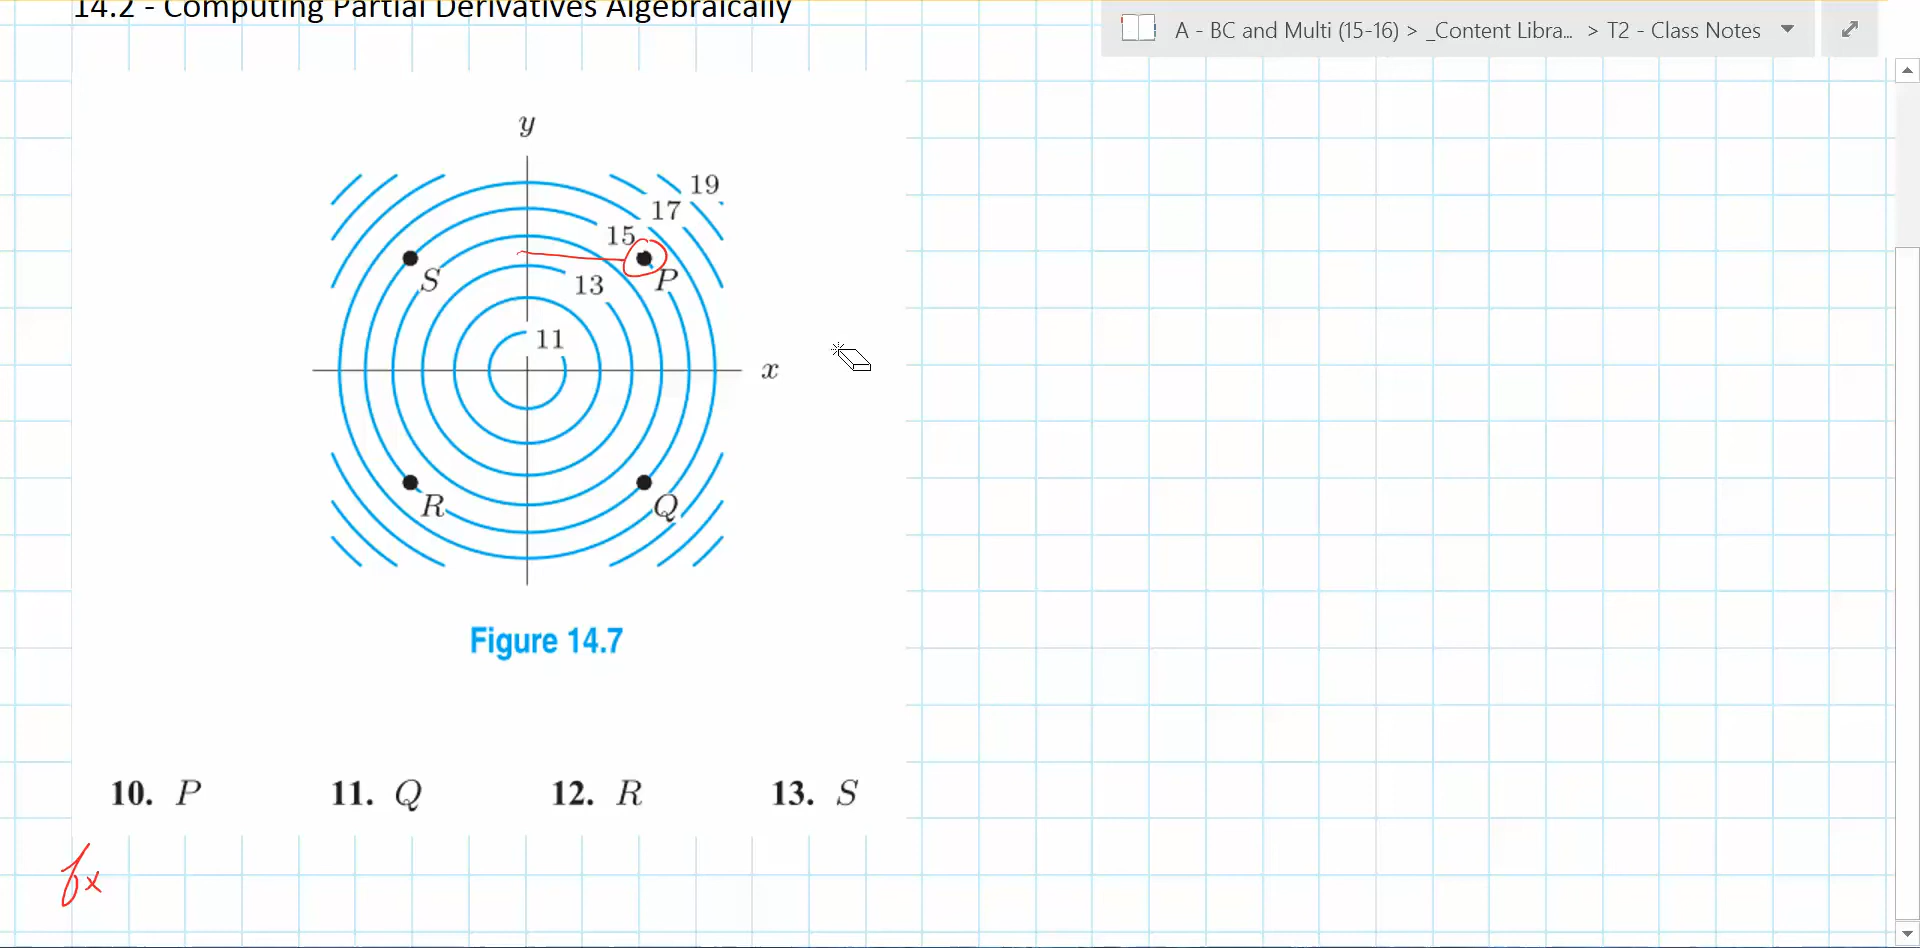 14.2 - Computing Partial Derivatives Algebraically
A - BC and Multi (15-16) > _Content Libra... > T2 - Class Notes
y
19
17
15
S
P
13
11
x
R
Q
Figure 14.7
10. P 11. Q 12. R 13. S
fx